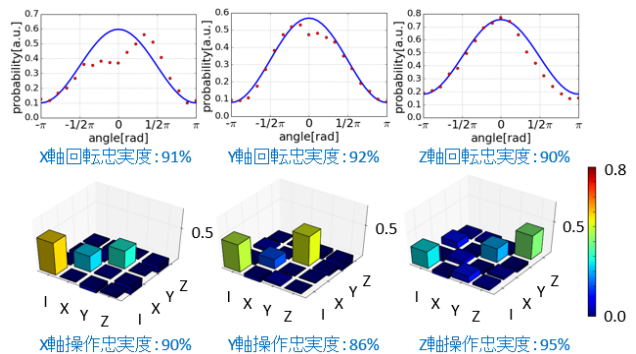 0.7
0.6
0.5
0.4
0.3
0.2
0.1
0.0
probability[a.u.]
-π -1/2π 0 1/2π π
angle[rad]
X軸回転忠実度:91%
0.6
0.5
0.4
0.3
0.2
0.1
0.0
probability[a.u.]
-π -1/2π 0 1/2π π
angle[rad]
Y軸回転忠実度:92%
0.8
0.7
0.6
0.5
0.4
0.3
0.2
0.1
0.0
probability[a.u.]
-π -1/2π 0 1/2π π
angle[rad]
Z軸回転忠実度:90%
0.5
I X Y Z
Z
Y
X
I
X軸操作忠実度:90%
0.5
I X Y Z
Z
Y
X
I
Y軸操作忠実度:86%
I X Y Z
Z
Y
X
I
Z軸操作忠実度:95%
0.8
0.5
0.0